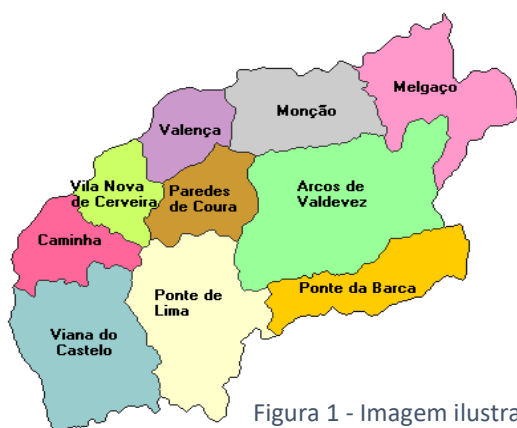 Melgaço
Monção
Valença
Vila Nova
de Cerveira
Paredes
de Coura
Arcos de
Valdevez
Caminha
Ponte da Barca
Ponte de
Lima
Viana do
Castelo
Figura 1 - Imagem ilustra